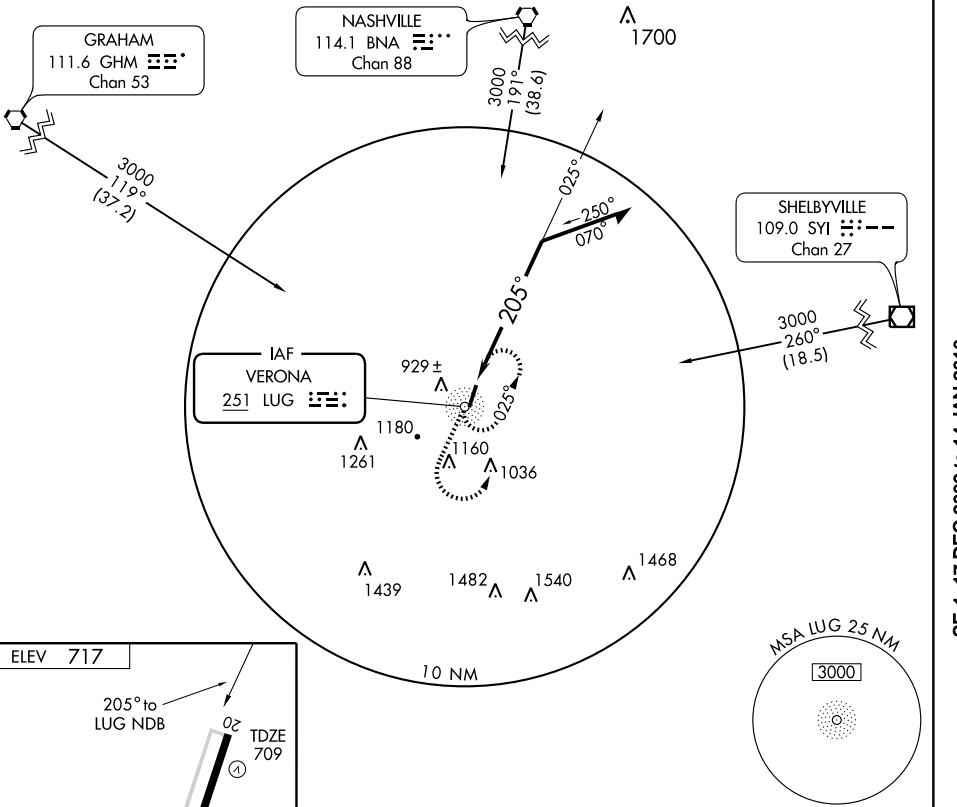 NASHVILLE
114.1 BNA
Chan 88
1700
GRAHAM
111.6 GHM
Chan 53
3000
191°
(38.6)
3000
119°
(37.2)
025°
250°
070°
SHELBYVILLE
109.0 SYI
Chan 27
205°
3000
260°
(18.5)
IAF
VERONA
251 LUG
929 ±
025°
1180
1261
1160
1036
1439
1482
1540
1468
10 NM
MSA LUG 25 NM
3000
ELEV 717
205° to
LUG NDB
20
TDZE
709
V